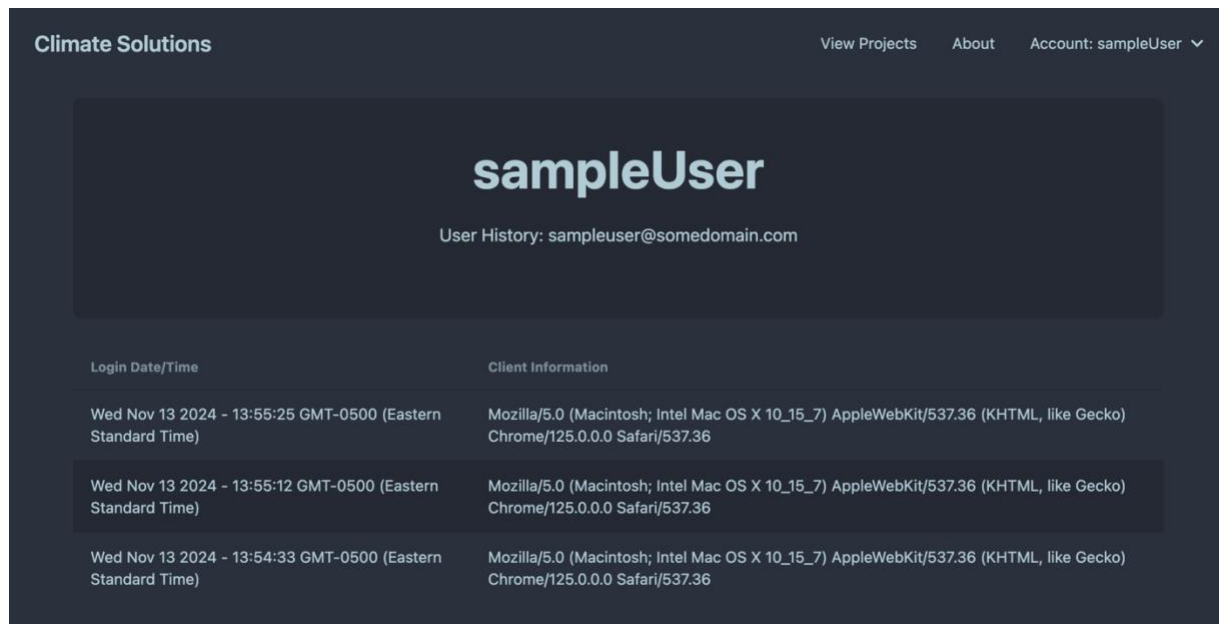 Climate Solutions
View Projects About Account: sampleUser
sampleUser
User History: sampleuser@somedomain.com
Login Date/Time Client Information
Wed Nov 13 2024 - 13:55:25 GMT-0500 (Eastern Mozilla/5.0 (Macintosh; Intel Mac OS X 10_15_7) AppleWebKit/537.36 (KHTML, like Gecko)
Standard Time) Chrome/125.0.0.0 Safari/537.36
Wed Nov 13 2024 - 13:55:12 GMT-0500 (Eastern Mozilla/5.0 (Macintosh; Intel Mac OS X 10_15_7) AppleWebKit/537.36 (KHTML, like Gecko)
Standard Time) Chrome/125.0.0.0 Safari/537.36
Wed Nov 13 2024 - 13:54:33 GMT-0500 (Eastern Mozilla/5.0 (Macintosh; Intel Mac OS X 10_15_7) AppleWebKit/537.36 (KHTML, like Gecko)
Standard Time) Chrome/125.0.0.0 Safari/537.36